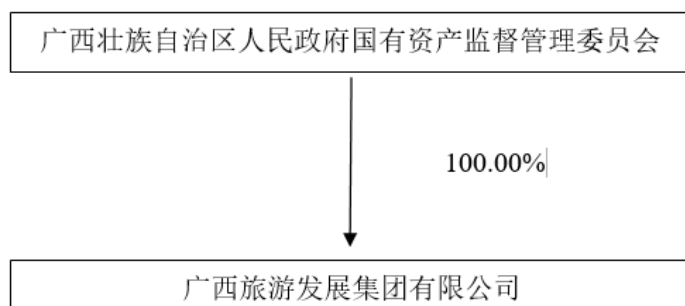 广西壮族自治区人民政府国有资产监督管理委员会
100.00%
广西旅游发展集团有限公司